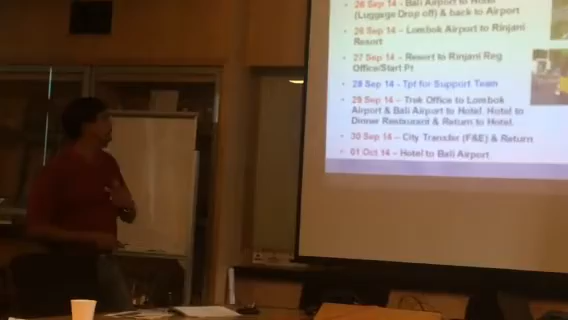 26 Sep 14 - Bali Airport to Hotel
(Luggage Drop off) & back to Airport
26 Sep 14 – Lombok Airport to Rinjani
Resort
27 Sep 14 – Resort to Rinjani Reg
Office/Start Pt
28 Sep 14 - Tpt for Support Team
29 Sep 14 – Trek Office to Lombok
Airport & Bali Airport to Hotel. Hotel to
Dinner Restaurant & Return to Hotel.
30 Sep 14 – City Transfer (F&E) & Return
01 Oct 14 – Hotel to Bali Airport